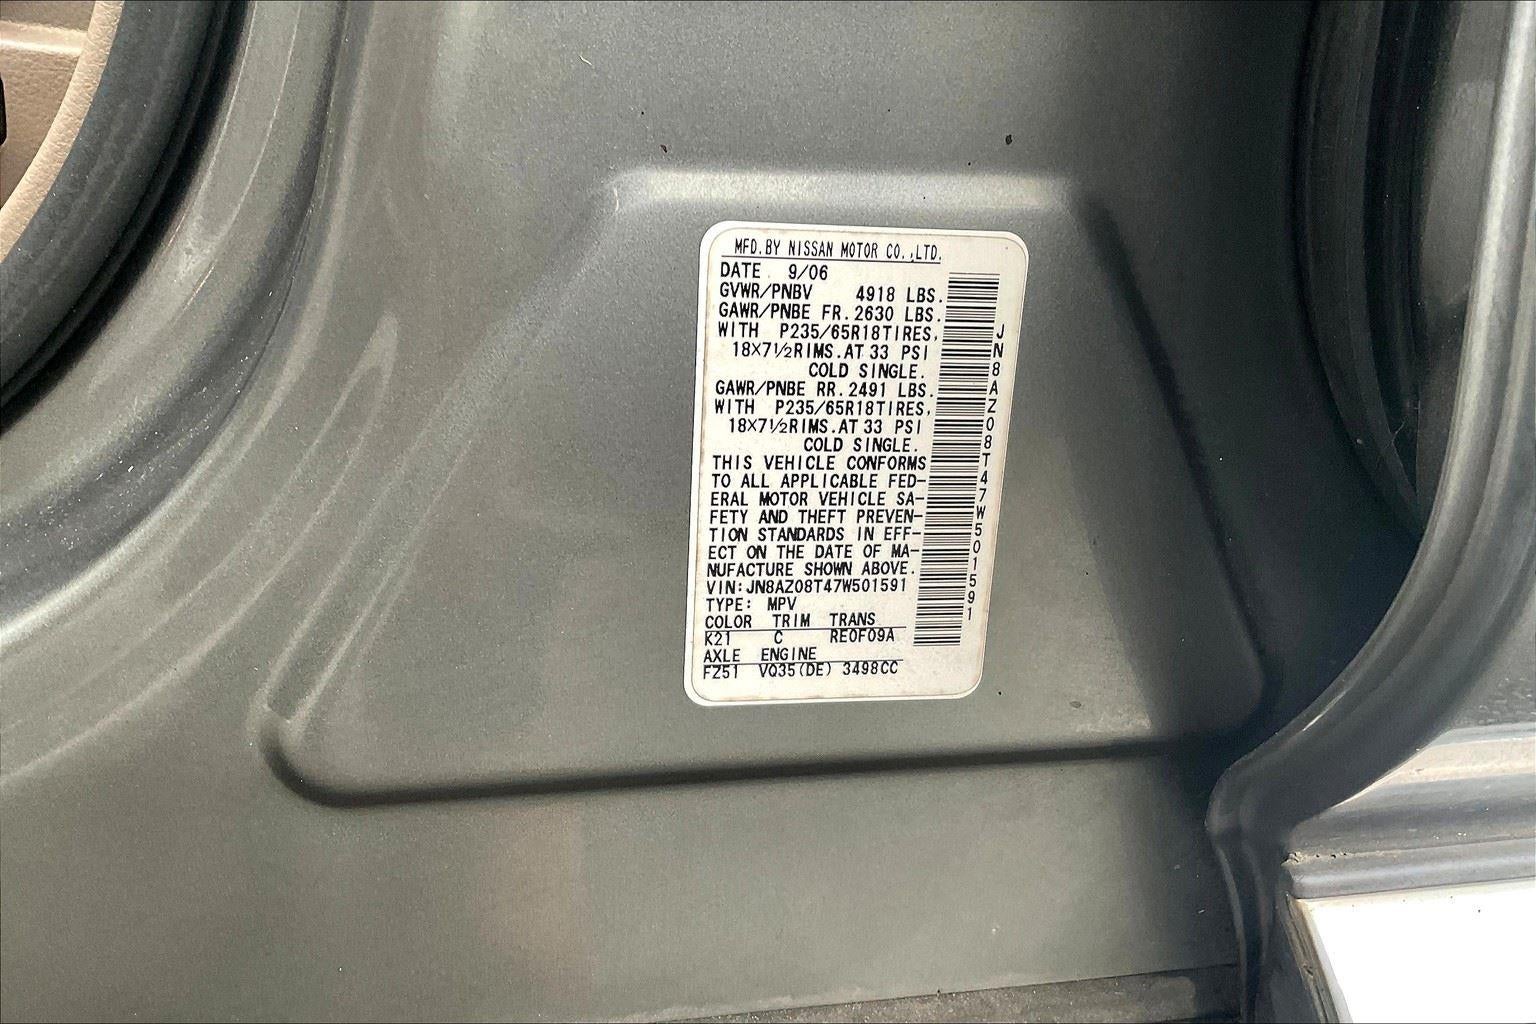 MFD.BY NISSAN MOTOR CO.,LTD.
DATE 9/06
GVWR/PNBV 4918 LBS.
GAWR/PNBE FR.2630 LBS.
WITH P235/65R18TIRES,
18X7½RIMS.AT 33 PSI
COLD SINGLE.
GAWR/PNBE RR.2491 LBS.
WITH P235/65R18TIRES,
18X7½RIMS.AT 33 PSI
COLD SINGLE.
THIS VEHICLE CONFORMS
TO ALL APPLICABLE FED-
ERAL MOTOR VEHICLE SA-
FETY AND THEFT PREVEN-
TION STANDARDS IN EFF-
ECT ON THE DATE OF MA-
NUFACTURE SHOWN ABOVE.
VIN:JN8AZ08T47W501591
TYPE: MPV
COLOR TRIM TRANS
K21 C RE0F09A
AXLE ENGINE
FZ51 VQ35(DE) 3498CC
JN8AZ08T47W501591